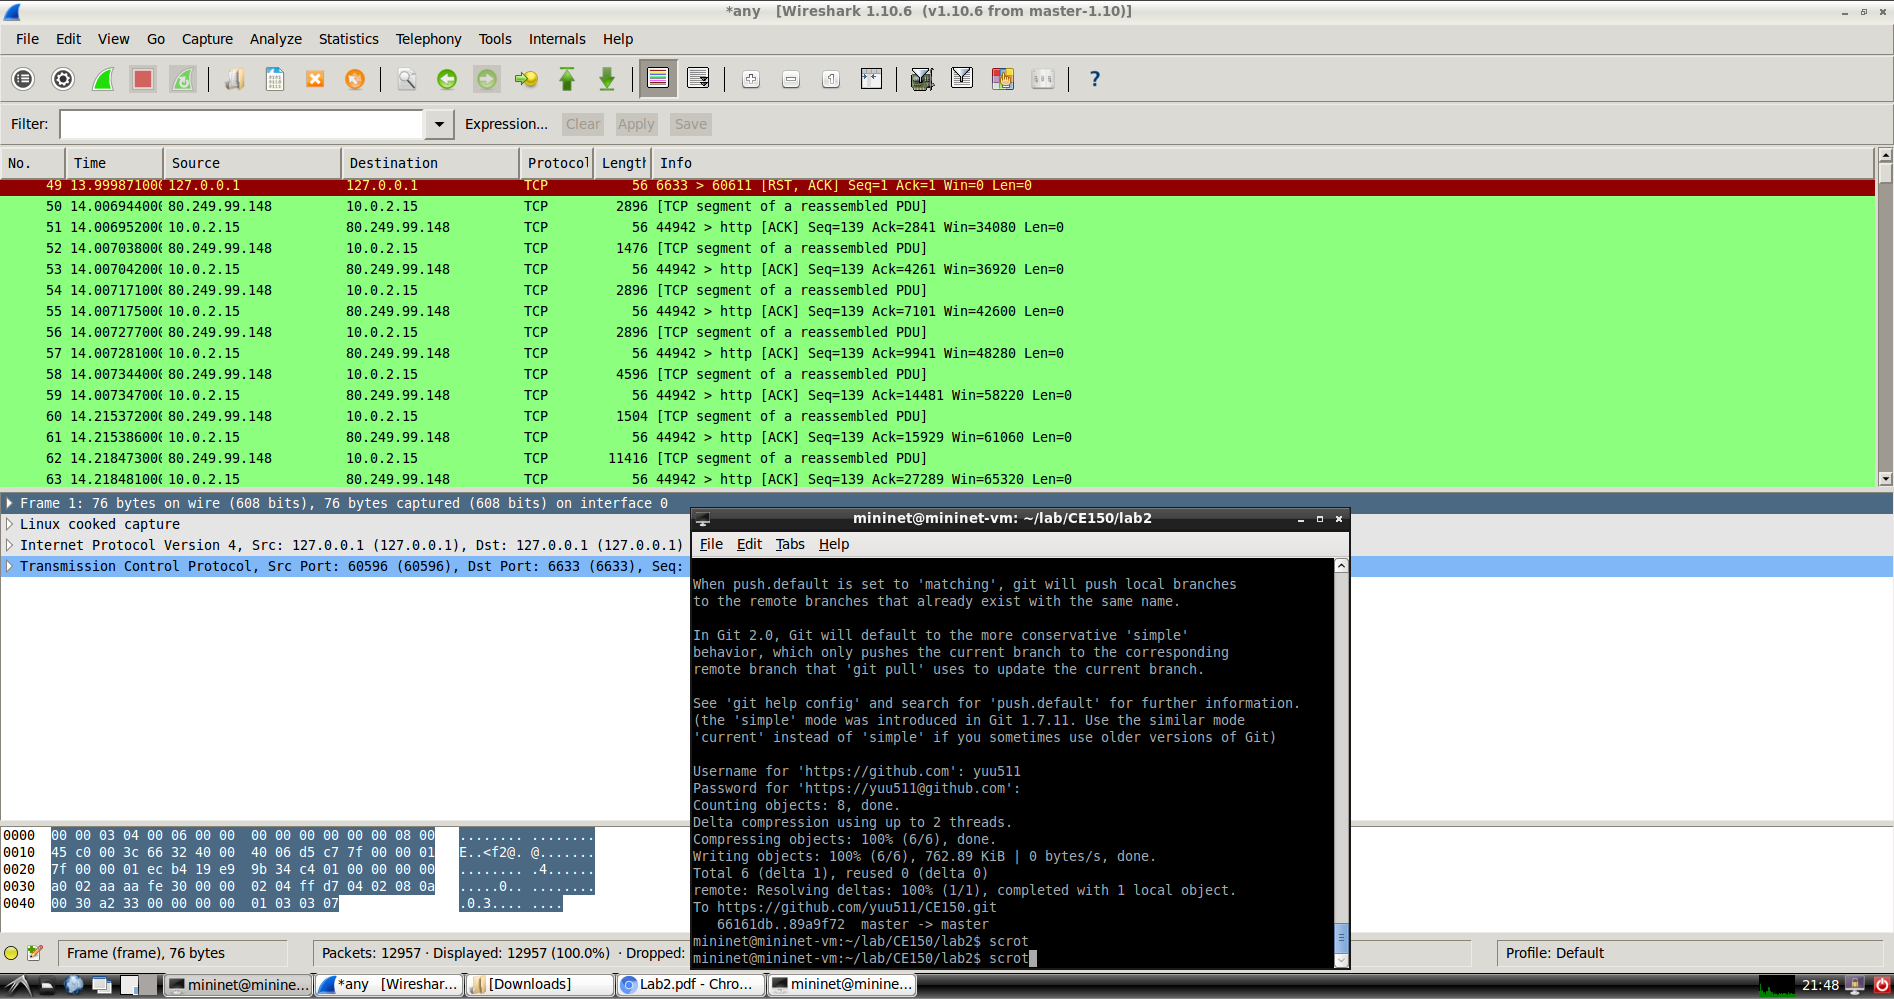 *any   [Wireshark 1.10.6  (v1.10.6 from master-1.10)]
File Edit View Go Capture Analyze Statistics Telephony Tools Internals Help
Filter: Expression... Clear Apply Save
No. Time Source Destination Protocol Length Info
49 13.999871000 127.0.0.1 127.0.0.1 TCP 56 6633 > 60611 [RST, ACK] Seq=1 Ack=1 Win=0 Len=0
50 14.006944000 80.249.99.148 10.0.2.15 TCP 2896 [TCP segment of a reassembled PDU]
51 14.006952000 10.0.2.15 80.249.99.148 TCP 56 44942 > http [ACK] Seq=139 Ack=2841 Win=34080 Len=0
52 14.007038000 80.249.99.148 10.0.2.15 TCP 1476 [TCP segment of a reassembled PDU]
53 14.007042000 10.0.2.15 80.249.99.148 TCP 56 44942 > http [ACK] Seq=139 Ack=4261 Win=36920 Len=0
54 14.007171000 80.249.99.148 10.0.2.15 TCP 2896 [TCP segment of a reassembled PDU]
55 14.007175000 10.0.2.15 80.249.99.148 TCP 56 44942 > http [ACK] Seq=139 Ack=7101 Win=42600 Len=0
56 14.007277000 80.249.99.148 10.0.2.15 TCP 2896 [TCP segment of a reassembled PDU]
57 14.007281000 10.0.2.15 80.249.99.148 TCP 56 44942 > http [ACK] Seq=139 Ack=9941 Win=48280 Len=0
58 14.007344000 80.249.99.148 10.0.2.15 TCP 4596 [TCP segment of a reassembled PDU]
59 14.007347000 10.0.2.15 80.249.99.148 TCP 56 44942 > http [ACK] Seq=139 Ack=14481 Win=58220 Len=0
60 14.215372000 80.249.99.148 10.0.2.15 TCP 1504 [TCP segment of a reassembled PDU]
61 14.215386000 10.0.2.15 80.249.99.148 TCP 56 44942 > http [ACK] Seq=139 Ack=15929 Win=61060 Len=0
62 14.218473000 80.249.99.148 10.0.2.15 TCP 11416 [TCP segment of a reassembled PDU]
63 14.218481000 10.0.2.15 80.249.99.148 TCP 56 44942 > http [ACK] Seq=139 Ack=27289 Win=65320 Len=0
Frame 1: 76 bytes on wire (608 bits), 76 bytes captured (608 bits) on interface 0
Linux cooked capture
Internet Protocol Version 4, Src: 127.0.0.1 (127.0.0.1), Dst: 127.0.0.1 (127.0.0.1)
Transmission Control Protocol, Src Port: 60596 (60596), Dst Port: 6633 (6633), Seq:
0000 00 00 03 04 00 06 00 00  00 00 00 00 00 00 08 00 ........ ........
0010 45 c0 00 3c 66 32 40 00  40 06 d5 c7 7f 00 00 01 E..<f2@. @.......
0020 7f 00 00 01 ec b4 19 e9  9b 34 c4 01 00 00 00 00 ........ .4......
0030 a0 02 aa aa fe 30 00 00  02 04 ff d7 04 02 08 0a .....0.. ........
0040 00 30 a2 33 00 00 00 00  01 03 03 07 .0.3.... ....
mininet@mininet-vm: ~/lab/CE150/lab2
File Edit Tabs Help
When push.default is set to 'matching', git will push local branches
to the remote branches that already exist with the same name.
In Git 2.0, Git will default to the more conservative 'simple'
behavior, which only pushes the current branch to the corresponding
remote branch that 'git pull' uses to update the current branch.
See 'git help config' and search for 'push.default' for further information.
(the 'simple' mode was introduced in Git 1.7.11. Use the similar mode
'current' instead of 'simple' if you sometimes use older versions of Git)
Username for 'https://github.com': yuu511
Password for 'https://yuu511@github.com':
Counting objects: 8, done.
Delta compression using up to 2 threads.
Compressing objects: 100% (6/6), done.
Writing objects: 100% (6/6), 762.89 KiB | 0 bytes/s, done.
Total 6 (delta 1), reused 0 (delta 0)
remote: Resolving deltas: 100% (1/1), completed with 1 local object.
To https://github.com/yuu511/CE150.git
   66161db..89a9f72  master -> master
mininet@mininet-vm:~/lab/CE150/lab2$ scrot
mininet@mininet-vm:~/lab/CE150/lab2$ scrot
Frame (frame), 76 bytes Packets: 12957 · Displayed: 12957 (100.0%) · Dropped: Profile: Default
mininet@minine... *any   [Wireshar... [Downloads] Lab2.pdf - Chro... mininet@minine... 21:48